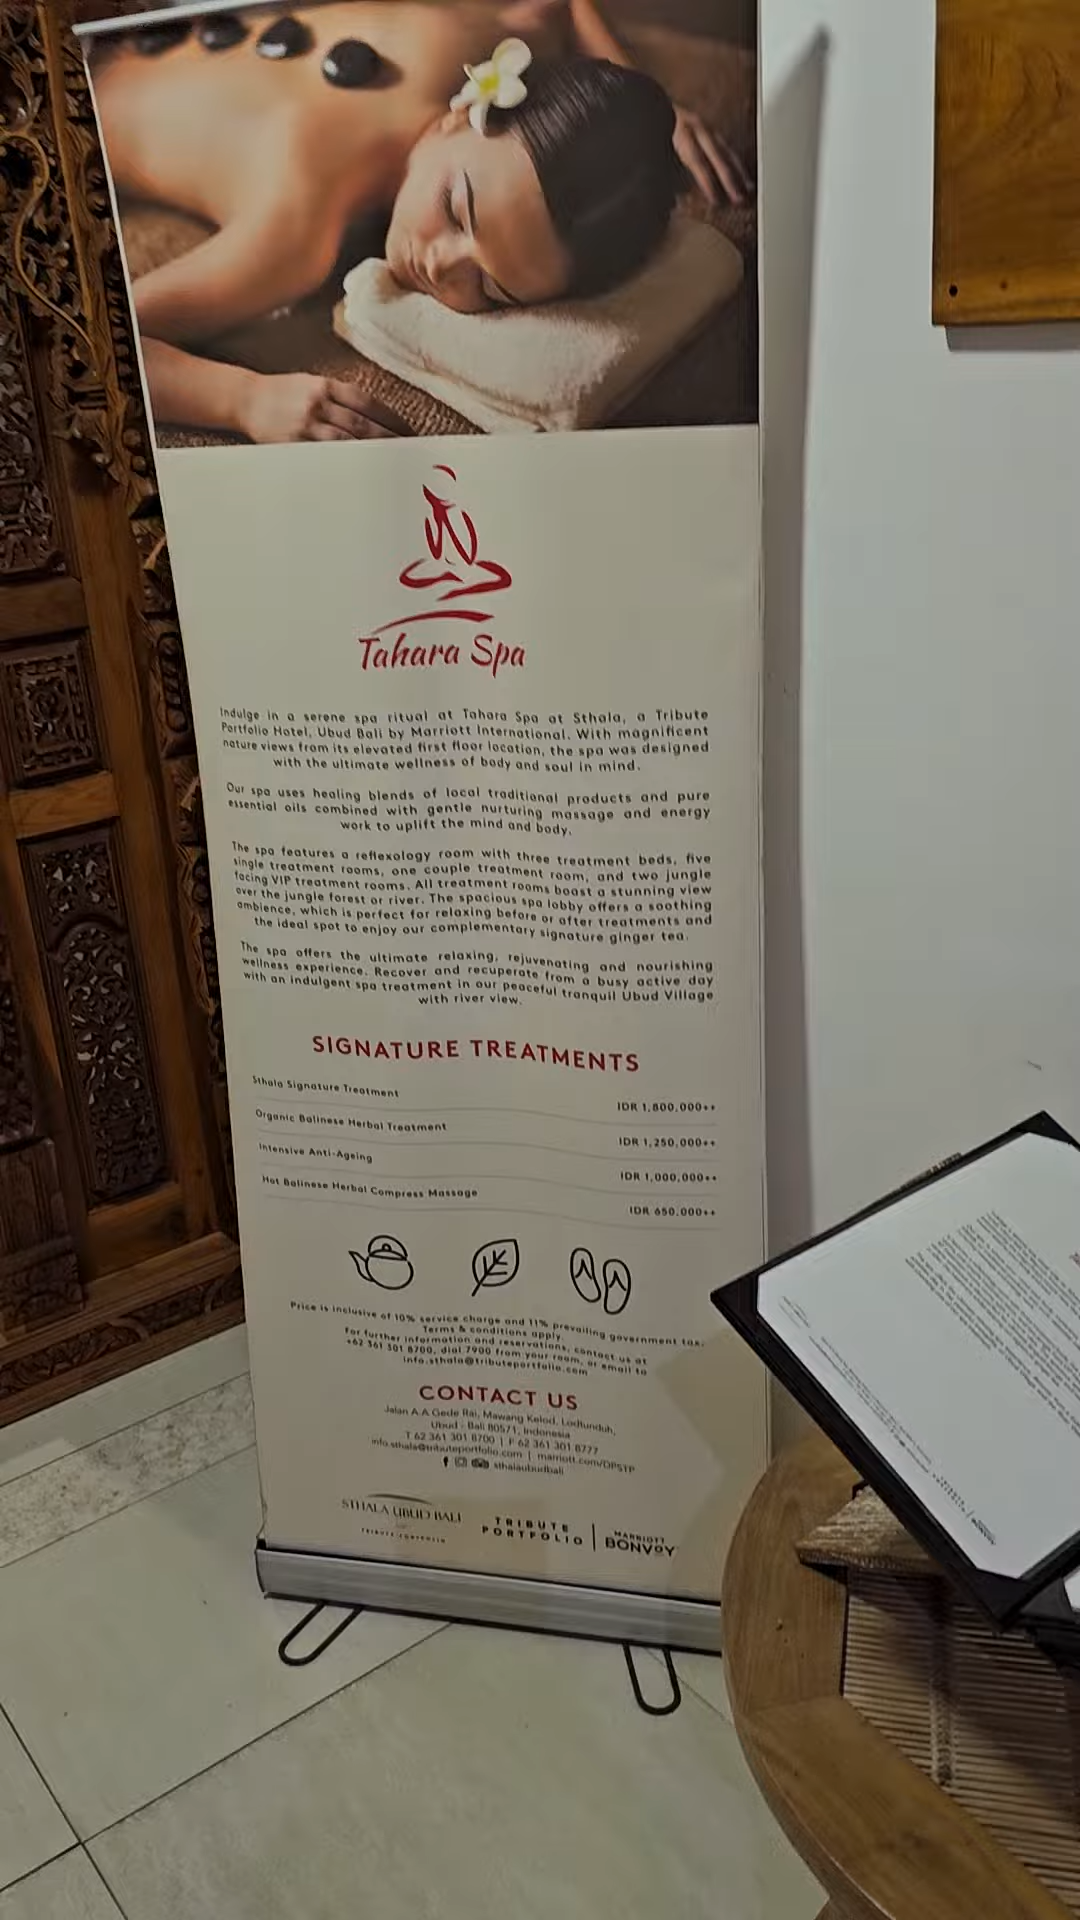 Tahara Spa
Indulge in a serene spa ritual at Tahara Spa at Sthala, a Tribute
Portfolio Hotel, Ubud Bali by Marriott International. With magnificent
nature views from its elevated first floor location, the spa was designed
with the ultimate wellness of body and soul in mind.
Our spa uses healing blends of local traditional products and pure
essential oils combined with gentle nurturing massage and energy
work to uplift the mind and body.
The spa features a reflexology room with three treatment beds, five
single treatment rooms, one couple treatment room, and two jungle
facing VIP treatment rooms. All treatment rooms boast a stunning view
over the jungle forest or river. The spacious spa lobby offers a soothing
ambience, which is perfect for relaxing before or after treatments and
the ideal spot to enjoy our complementary signature ginger tea.
The spa offers the ultimate relaxing, rejuvenating and nourishing
wellness experience. Recover and recuperate from a busy active day
with an indulgent spa treatment in our peaceful tranquil Ubud Village
with river view.
SIGNATURE TREATMENTS
Sthala Signature Treatment IDR 1,800,000++
Organic Balinese Herbal Treatment IDR 1,250,000++
Intensive Anti-Ageing IDR 1,000,000++
Hot Balinese Herbal Compress Massage IDR 650,000++
Price is inclusive of 10% service charge and 11% prevailing government tax.
Terms & conditions apply.
For further information and reservations, contact us at
+62 361 301 8700, dial 7900 from your room, or email to
info.sthala@tributeportfolio.com
CONTACT US
Jalan A.A Gede Rai, Mawang Kelod, Lodtunduh,
Ubud - Bali 80571, Indonesia
T 62 361 301 8700 | F 62 361 301 8777
info.sthala@tributeportfolio.com | marriott.com/DPSTP
sthalaubudbali
STHALA UBUD BALI
TRIBUTE PORTFOLIO
TRIBUTE
PORTFOLIO
MARRIOTT
BONVOY